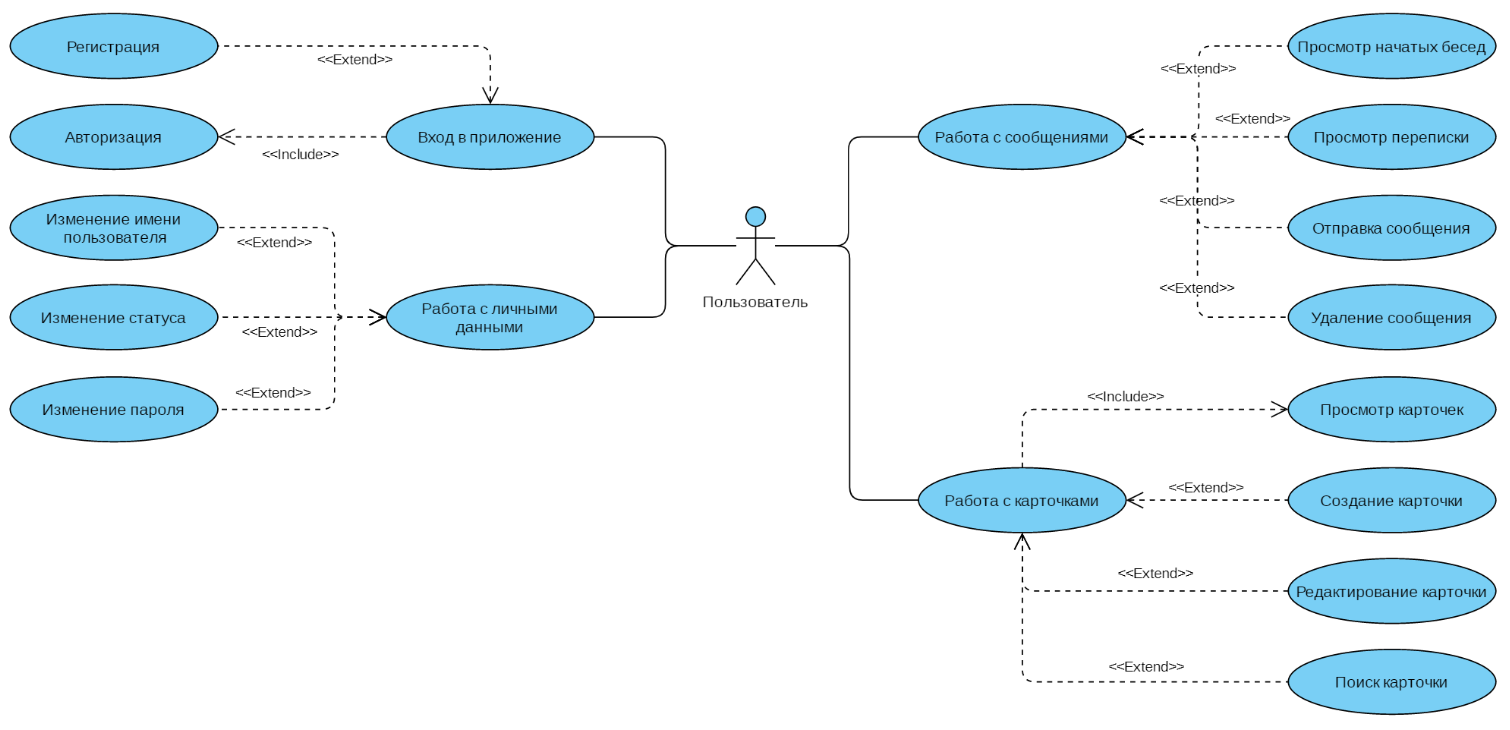 Регистрация
<<Extend>>
Авторизация
<<Include>>
Вход в приложение
Изменение имени
пользователя
<<Extend>>
Изменение статуса
<<Extend>>
Работа с личными
данными
Изменение пароля
<<Extend>>
Пользователь
Работа с сообщениями
<<Extend>>
Просмотр начатых бесед
<<Extend>>
Просмотр переписки
<<Extend>>
Отправка сообщения
<<Extend>>
Удаление сообщения
<<Include>>
Просмотр карточек
Работа с карточками
<<Extend>>
Создание карточки
<<Extend>>
Редактирование карточки
<<Extend>>
Поиск карточки